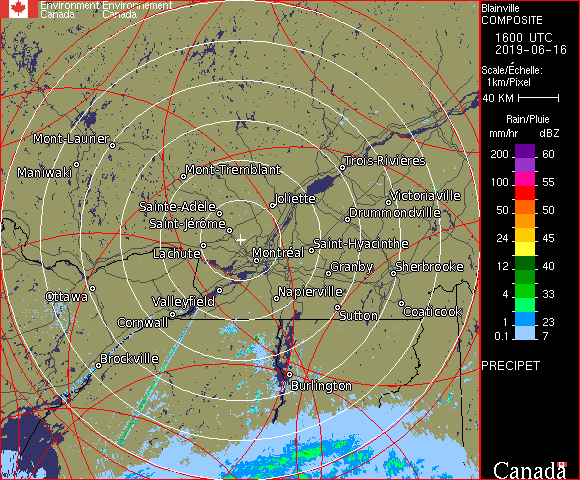 Environment Environnement
Canada Canada
Blainville
COMPOSITE
1600 UTC
2019-06-16
Scale/Échelle:
1km/Pixel
40 KM
Rain/Pluie
mm/hr dBZ
200 60
150 57
100 55
50 50
24 45
12 40
4 33
1 23
0.1 7
PRECIPET
Canada
Mont-Laurier
Maniwaki
Mont-Tremblant
Trois-Rivières
Sainte-Adèle
Joliette
Victoriaville
Drummondville
Saint-Jérôme
Lachute
Montréal
Saint-Hyacinthe
Granby
Sherbrooke
Ottawa
Valleyfield
Napierville
Cornwall
Sutton
Coaticook
Brockville
Burlington